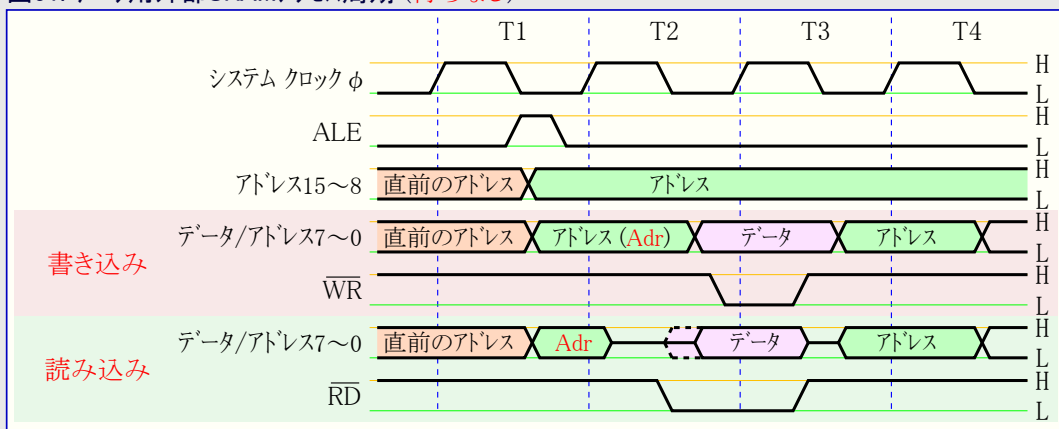 T1 T2 T3 T4
システム クロック φ H L
ALE H L
アドレス15～8 直前のアドレス アドレス H L
書き込み
データ/アドレス7～0 直前のアドレス アドレス (Adr) データ アドレス H L
WR H L
読み込み
データ/アドレス7～0 直前のアドレス Adr データ アドレス H L
RD H L